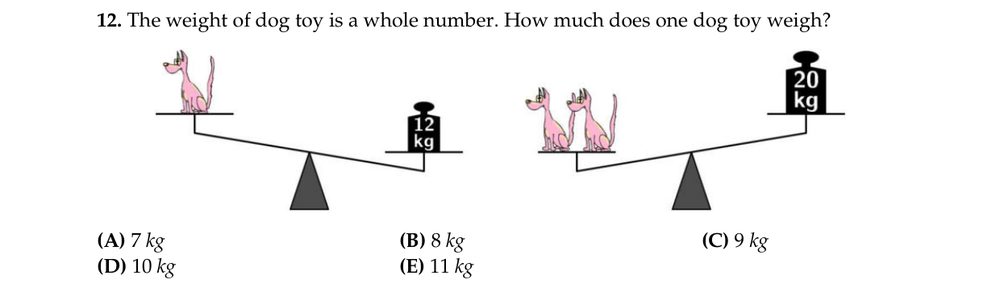 12. The weight of dog toy is a whole number. How much does one dog toy weigh?
20
kg
12
kg
(A) 7 kg (B) 8 kg (C) 9 kg
(D) 10 kg (E) 11 kg